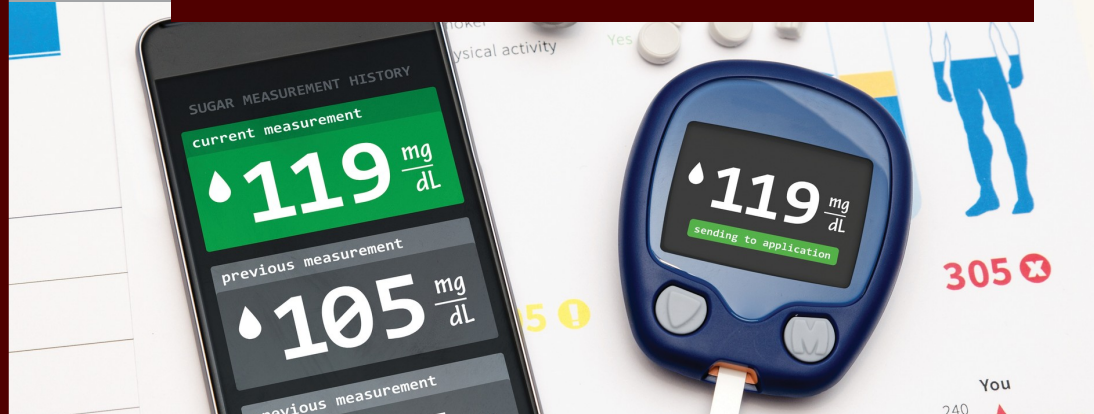 SUGAR MEASUREMENT HISTORY
current measurement
119 mg/dL
previous measurement
105 mg/dL
previous measurement
ysical activity Yes
119 mg/dL
sending to application
5
305
You
240